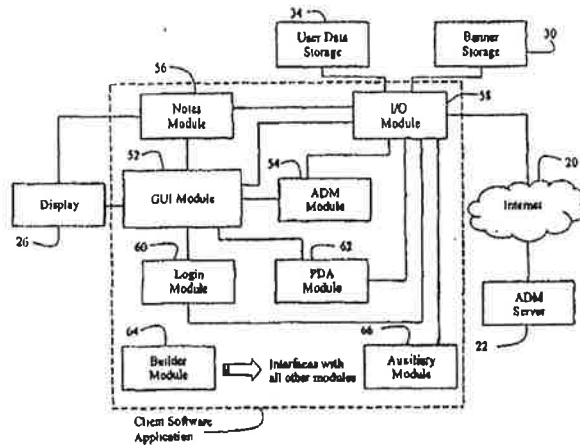 34
User Data
Storage
Banner
Storage
30
56
Notes
Module
I/O
Module
58
52
GUI Module
54
ADM
Module
Display
26
20
Internet
60
Login
Module
62
PDA
Module
ADM
Server
22
64
Builder
Module
Interfaces with
all other modules
66
Auxiliary
Module
Client Software
Application